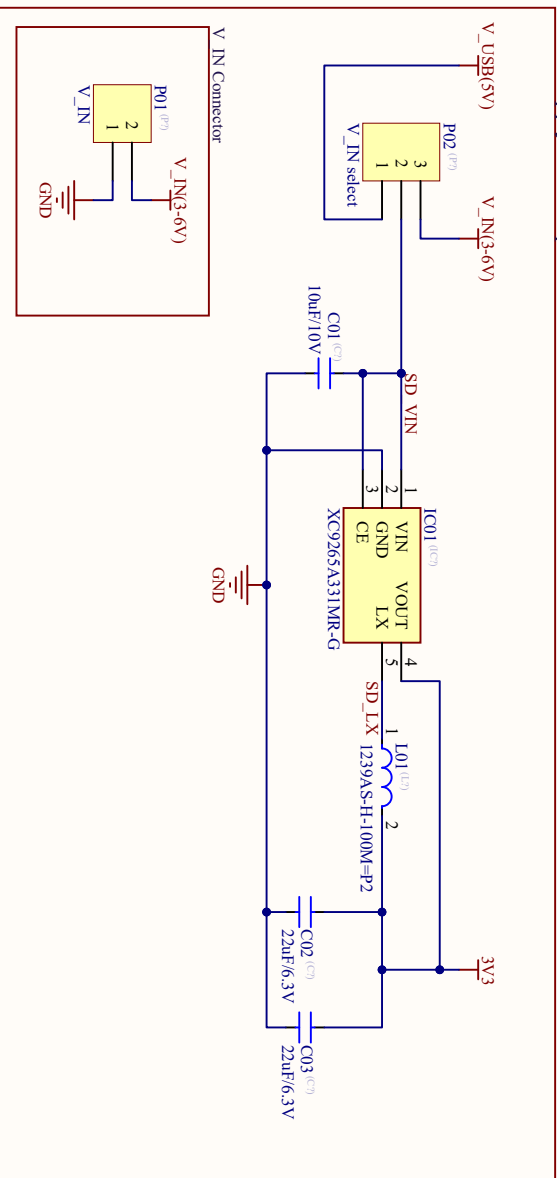 V_IN Connector
P01 (P?)
2
1
V_IN
V_IN(3-6V)
GND
V_USB(5V)
P02 (P?)
3
2
1
V_IN select
V_IN(3-6V)
C01 (C?)
10uF/10V
SD_VIN
IC01 (IC?)
1
2
3
VIN
GND
CE
VOUT
LX
4
5
XC9265A331MR-G
GND
SD_LX
1
L01 (L?)
2
1239AS-H-100M=P2
C02 (C?)
22uF/6.3V
C03 (C?)
22uF/6.3V
3V3